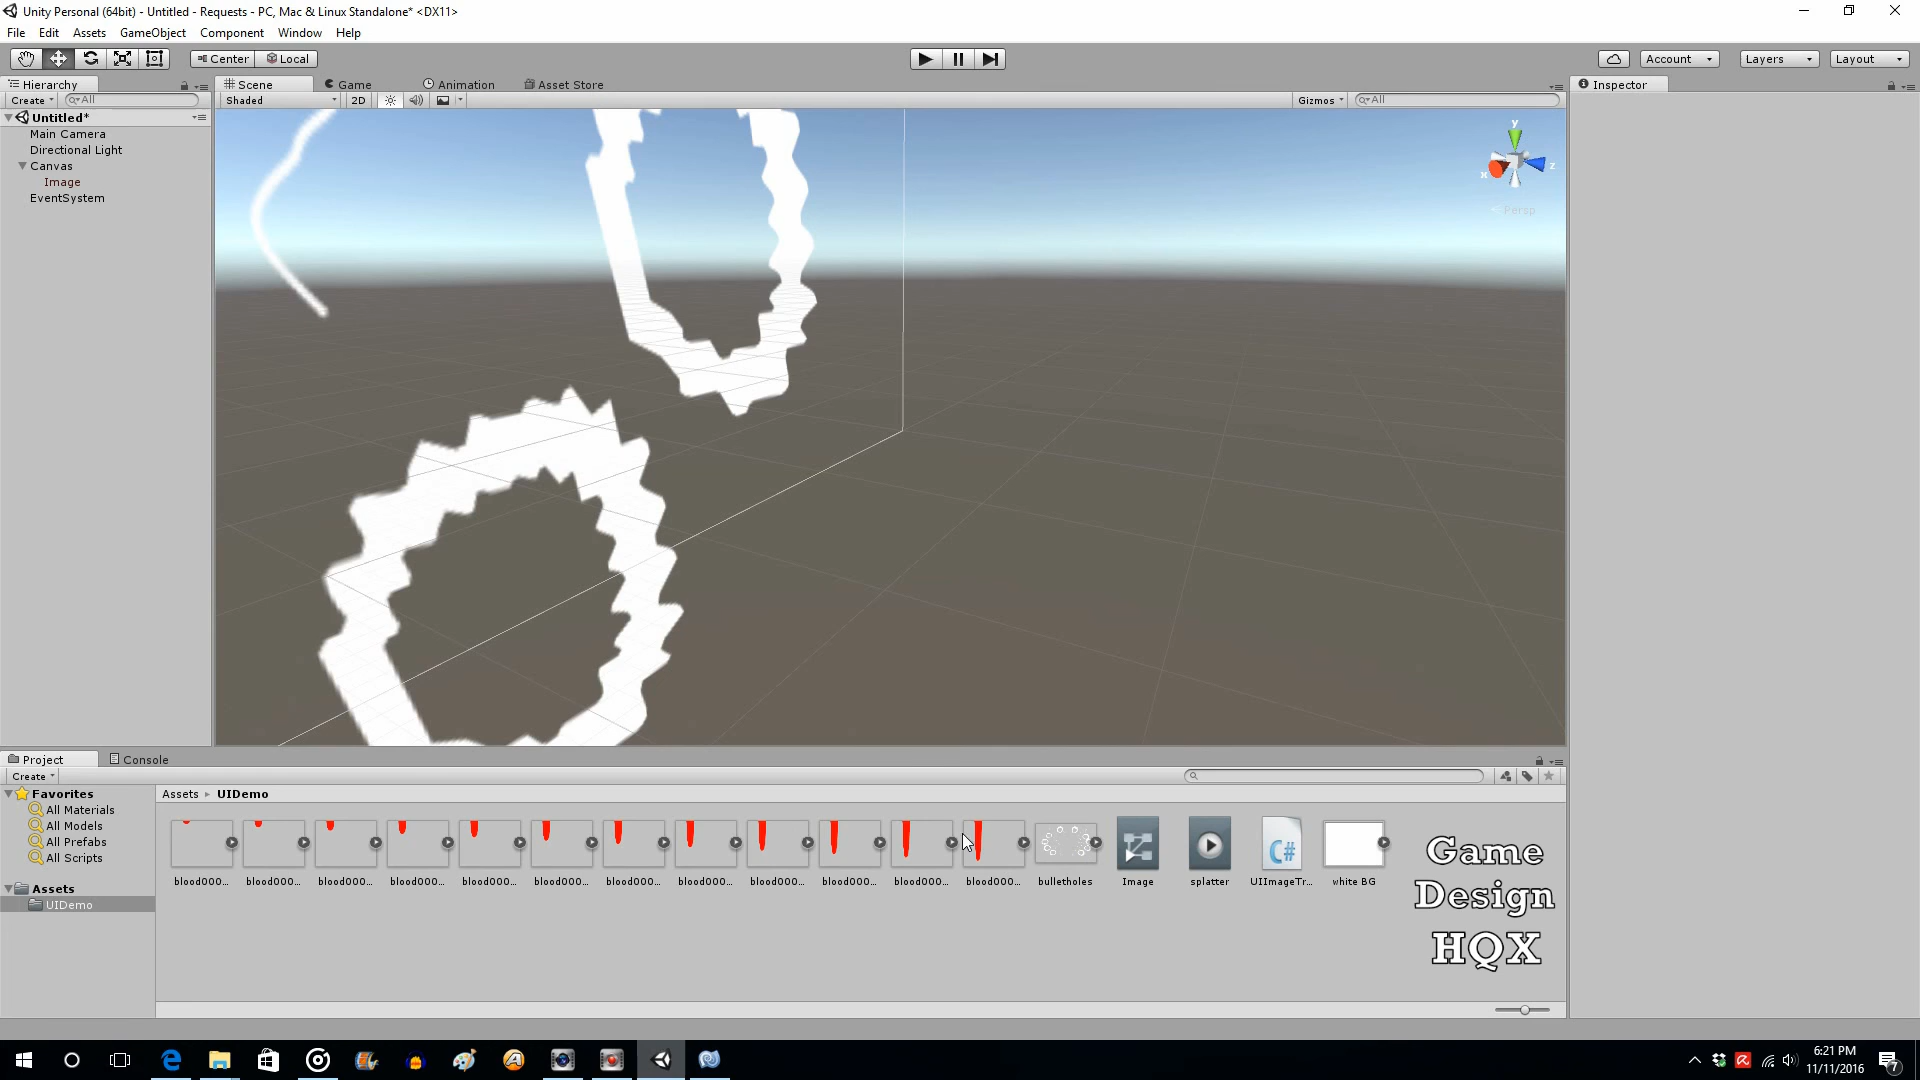 Unity Personal (64bit) - Untitled - Requests - PC, Mac & Linux Standalone* <DX11>
File Edit Assets GameObject Component Window Help
Center Local Account Layers Layout
Hierarchy Scene Game Animation Asset Store Inspector
Create All Shaded 2D Gizmos All
Untitled*
Main Camera
Directional Light
Canvas
Image
EventSystem
y
x z
Persp
Project Console
Create
Favorites Assets UIDemo
All Materials
All Models
All Prefabs
All Scripts
Assets
UIDemo
C#
blood000... blood000... blood000... blood000... blood000... blood000... blood000... blood000... blood000... blood000... blood000... blood000... bulletholes Image splatter UIImageTr... white BG
Game
Design
HQX
6:21 PM
11/11/2016
7